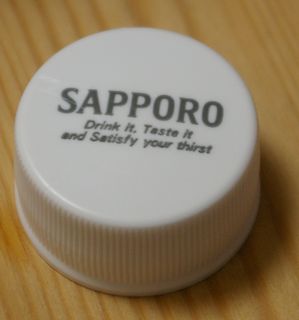 SAPPORO
Drink it, Taste it
and Satisfy your thirst